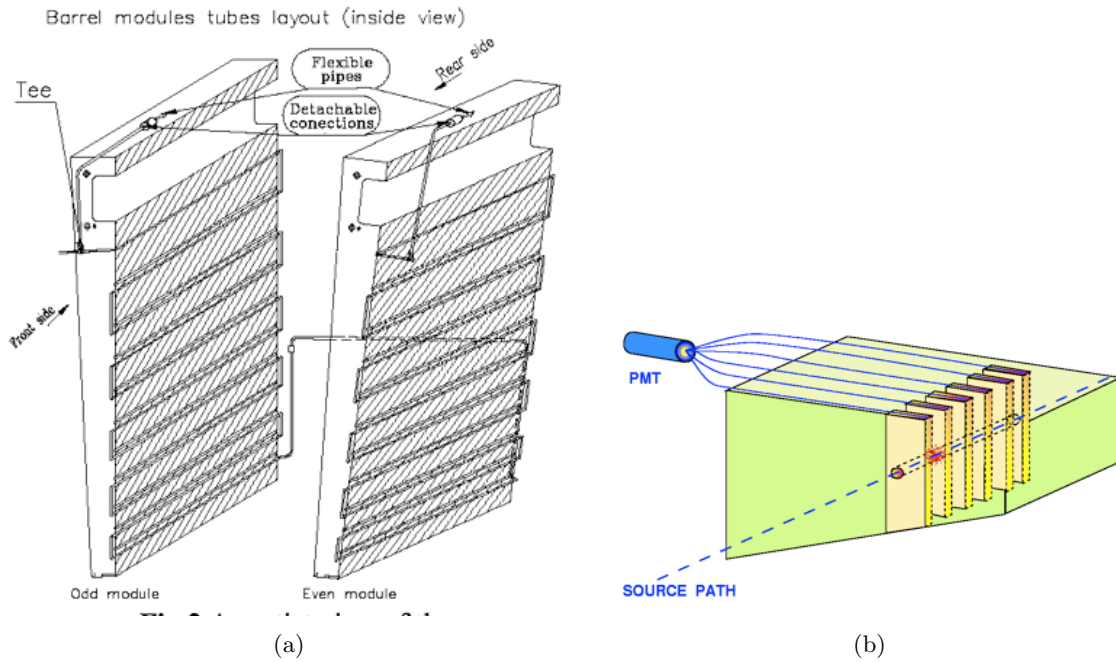 Barrel modules tubes layout (inside view)
Flexible
pipes
Rear side
Tee
Detachable
conections
Front side
PMT
SOURCE PATH
Odd module
Even module
(a)
(b)